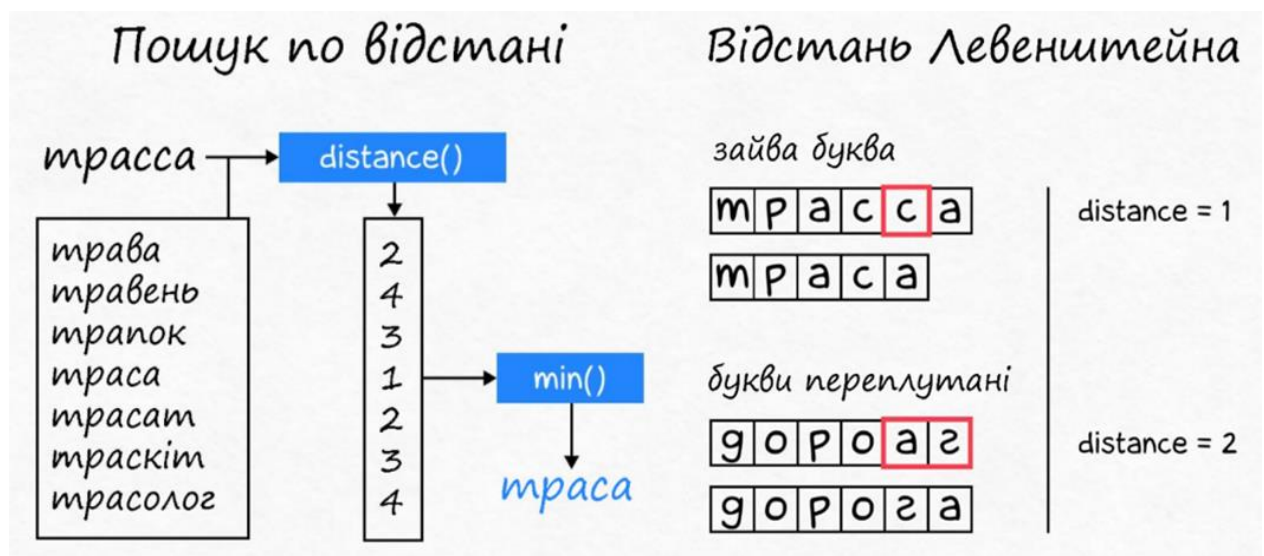 Пошук по відстані
трасса
distance()
трава
травень
трапок
траса
трасат
траскіт
трасолог
2
4
3
1
2
3
4
min()
траса
Відстань Левенштейна
зайва буква
трасса
distance = 1
траса
букви переплутані
дороаг
distance = 2
дорога